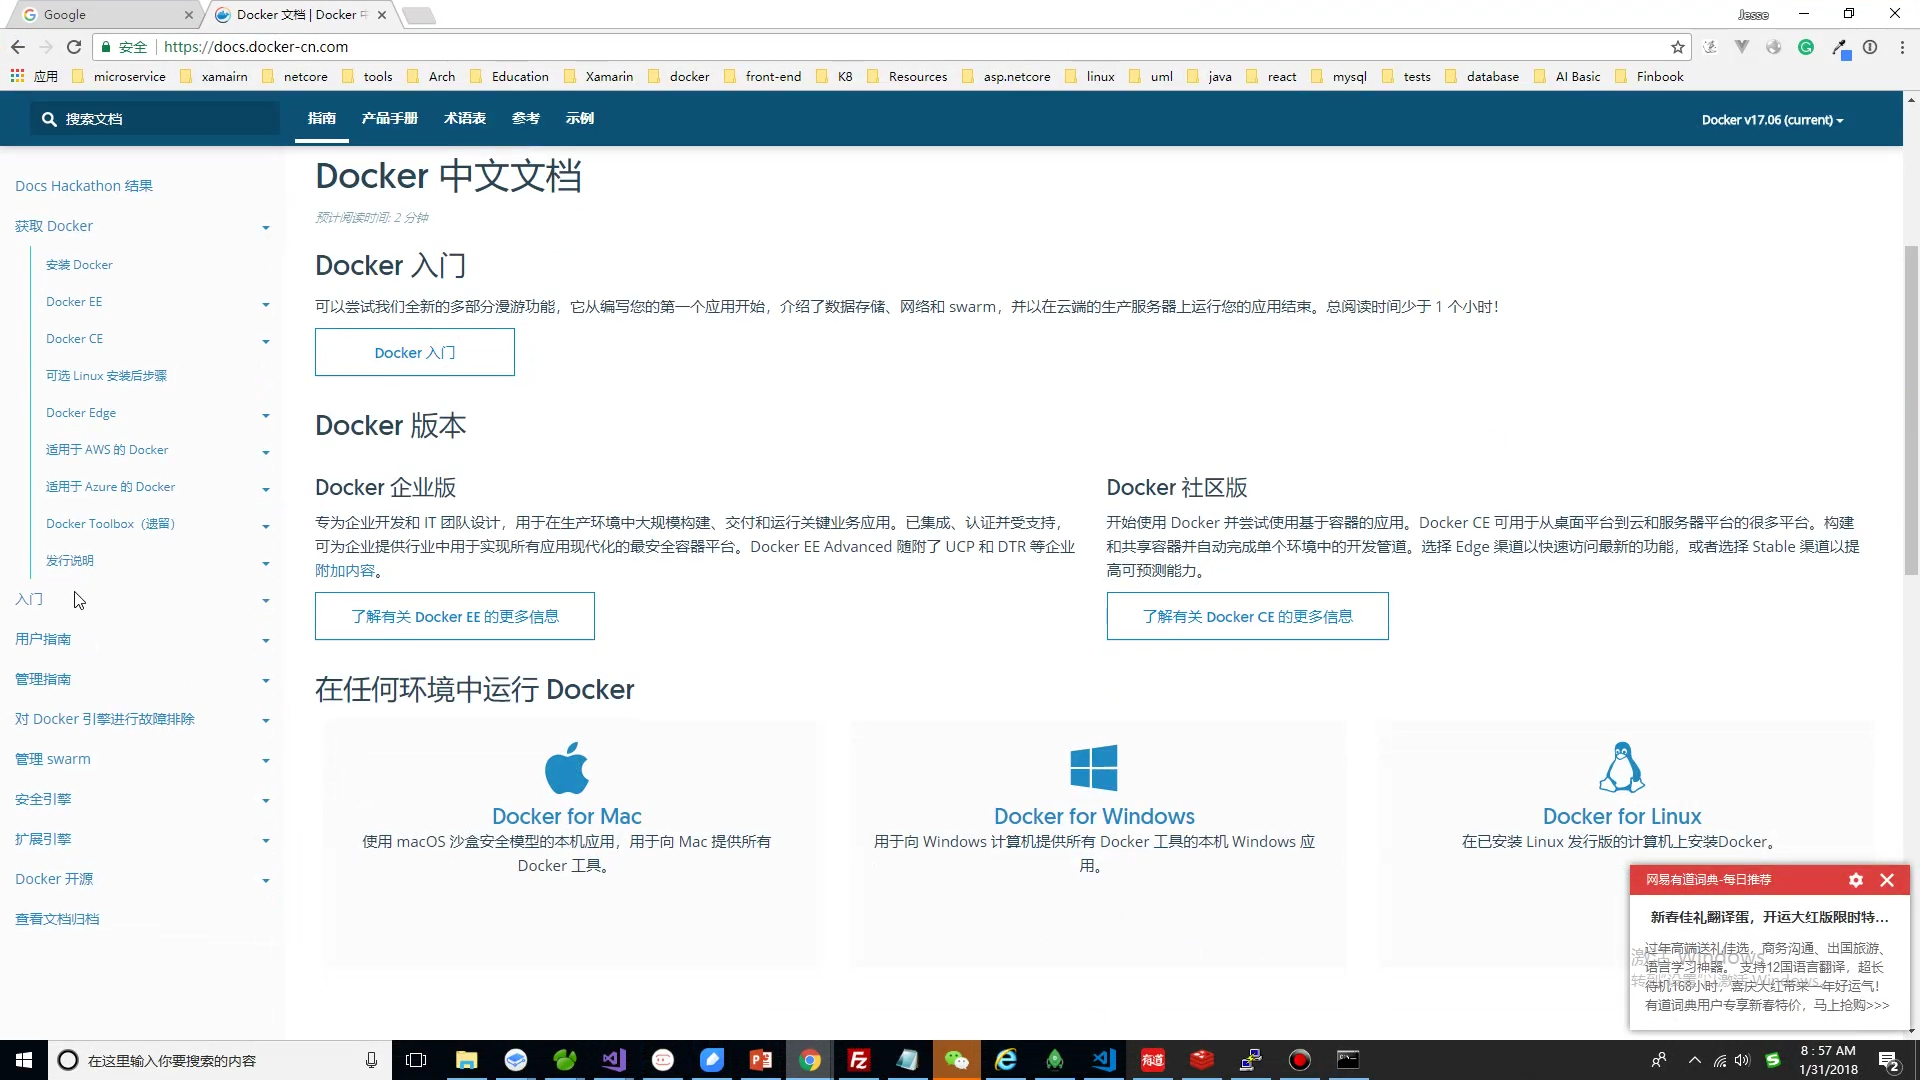 Google
Docker 文档 | Docker 中
Jesse
安全
https://docs.docker-cn.com
应用
microservice
xamairn
netcore
tools
Arch
Education
Xamarin
docker
front-end
K8
Resources
asp.netcore
linux
uml
java
react
mysql
tests
database
AI Basic
Finbook
搜索文档
指南
产品手册
术语表
参考
示例
Docker v17.06 (current)
Docs Hackathon 结果
获取 Docker
安装 Docker
Docker EE
Docker CE
可选 Linux 安装后步骤
Docker Edge
适用于 AWS 的 Docker
适用于 Azure 的 Docker
Docker Toolbox（遗留）
发行说明
入门
用户指南
管理指南
对 Docker 引擎进行故障排除
管理 swarm
安全引擎
扩展引擎
Docker 开源
查看文档归档
Docker 中文文档
预计阅读时间: 2 分钟
Docker 入门
可以尝试我们全新的多部分漫游功能，它从编写您的第一个应用开始，介绍了数据存储、网络和 swarm，并以在云端的生产服务器上运行您的应用结束。总阅读时间少于 1 个小时！
Docker 入门
Docker 版本
Docker 企业版
专为企业开发和 IT 团队设计，用于在生产环境中大规模构建、交付和运行关键业务应用。已集成、认证并受支持，
可为企业提供行业中用于实现所有应用现代化的最安全容器平台。Docker EE Advanced 随附了 UCP 和 DTR 等企业
附加内容。
了解有关 Docker EE 的更多信息
Docker 社区版
开始使用 Docker 并尝试使用基于容器的应用。Docker CE 可用于从桌面平台到云和服务器平台的很多平台。构建
和共享容器并自动完成单个环境中的开发管道。选择 Edge 渠道以快速访问最新的功能，或者选择 Stable 渠道以提
高可预测能力。
了解有关 Docker CE 的更多信息
在任何环境中运行 Docker
Docker for Mac
使用 macOS 沙盒安全模型的本机应用，用于向 Mac 提供所有
Docker 工具。
Docker for Windows
用于向 Windows 计算机提供所有 Docker 工具的本机 Windows 应
用。
Docker for Linux
在已安装 Linux 发行版的计算机上安装Docker。
网易有道词典-每日推荐
新春佳礼翻译蛋，开运大红版限时特...
过年高端送礼佳选，商务沟通、出国旅游、
语言学习神器。 支持12国语言翻译，超长
待机168小时，喜庆大红带来一年好运气！
有道词典用户专享新春特价，马上抢购>>>
激活 Windows
转到"设置"以激活 Windows。
在这里输入你要搜索的内容
有道
8:57 AM
1/31/2018
2